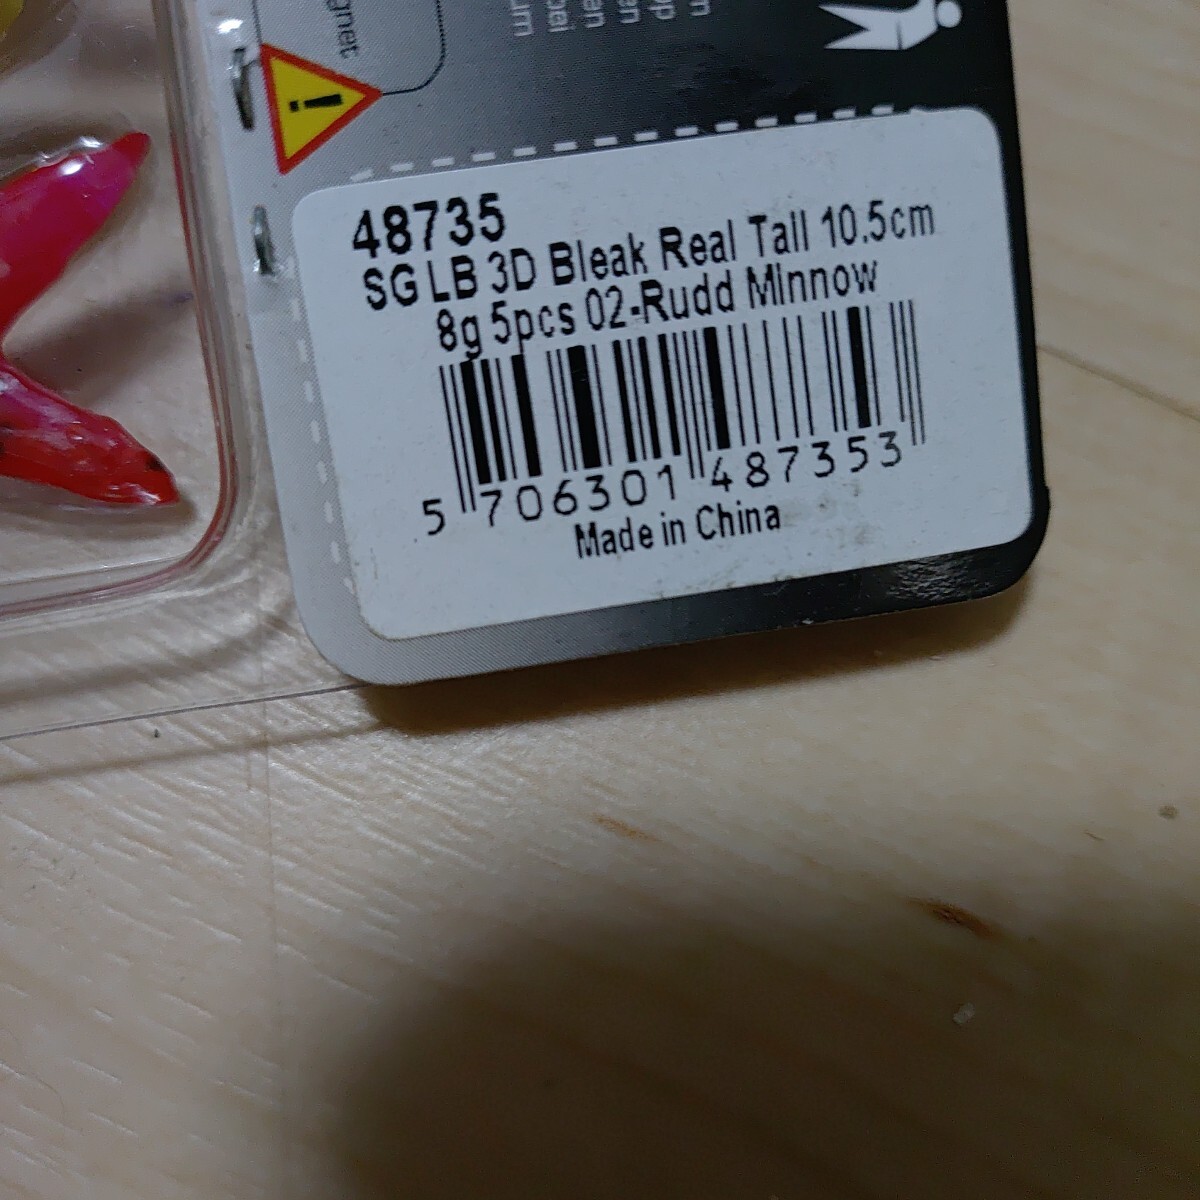 48735
SG LB 3D Bleak Real Tail 10.5cm
8g 5pcs 02-Rudd Minnow
5 706301 487353
Made in China